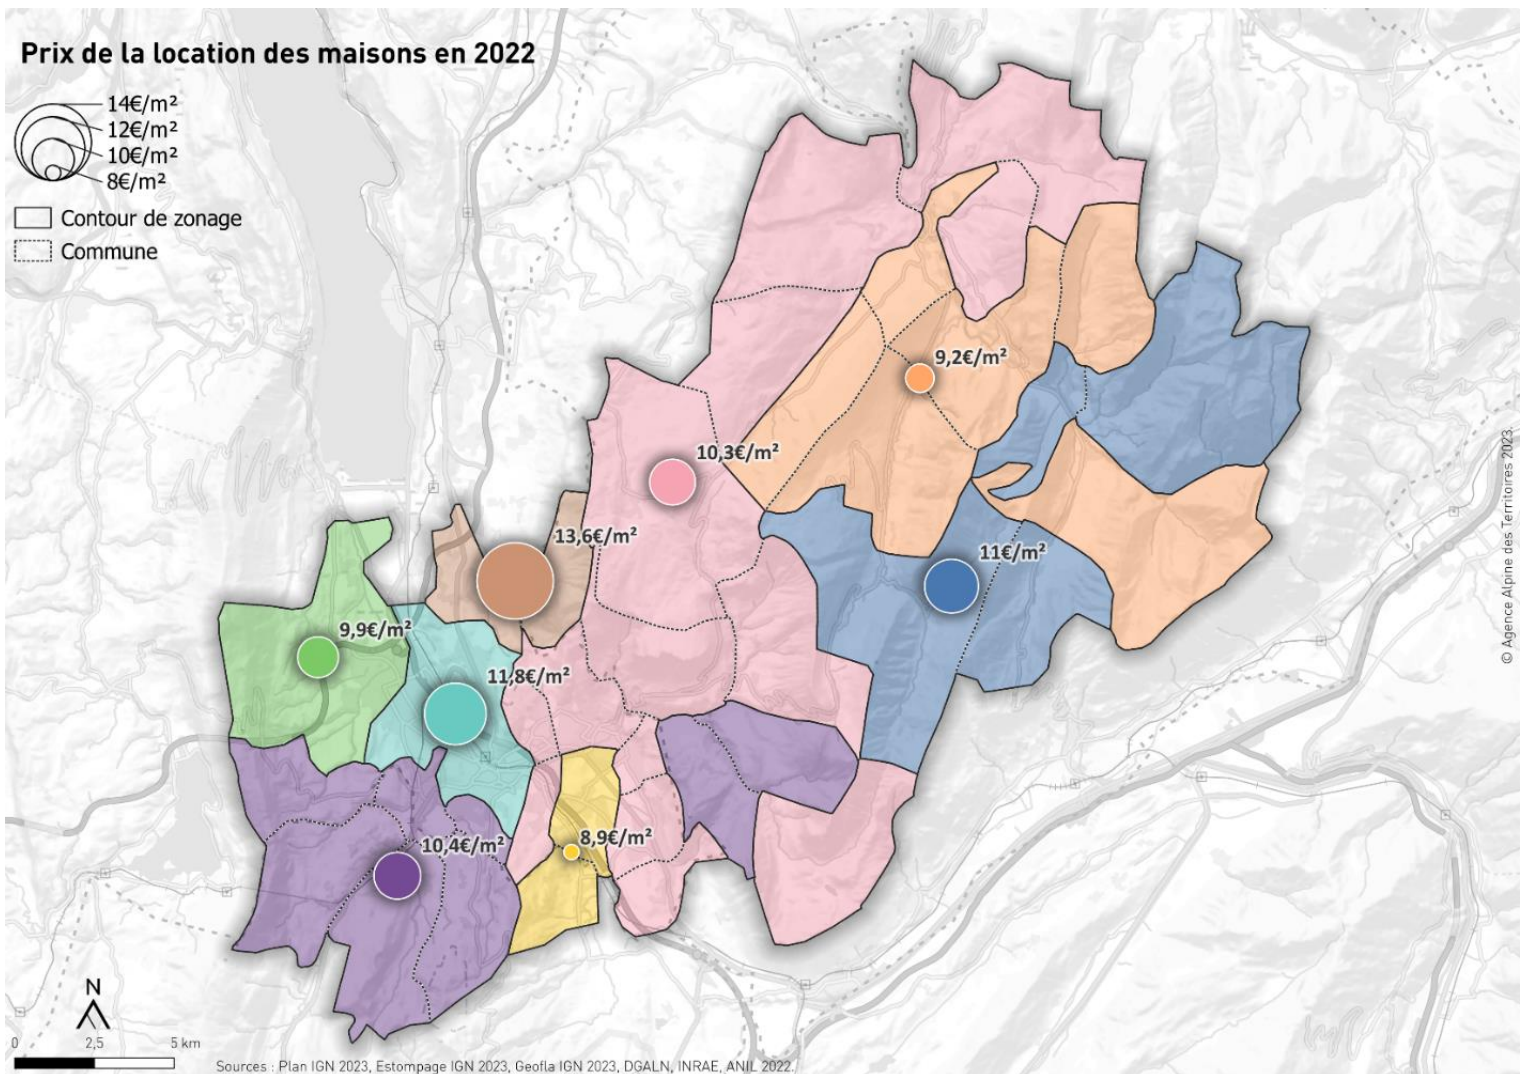 Prix de la location des maisons en 2022
14€/m²
12€/m²
10€/m²
8€/m²
Contour de zonage
Commune
9,2€/m²
10,3€/m²
13,6€/m²
11€/m²
9,9€/m²
11,8€/m²
8,9€/m²
10,4€/m²
© Agence Alpine des Territoires 2023.
N
0 2,5 5 km
Sources : Plan IGN 2023, Estompage IGN 2023, Geofla IGN 2023, DGALN, INRAE, ANIL 2022.